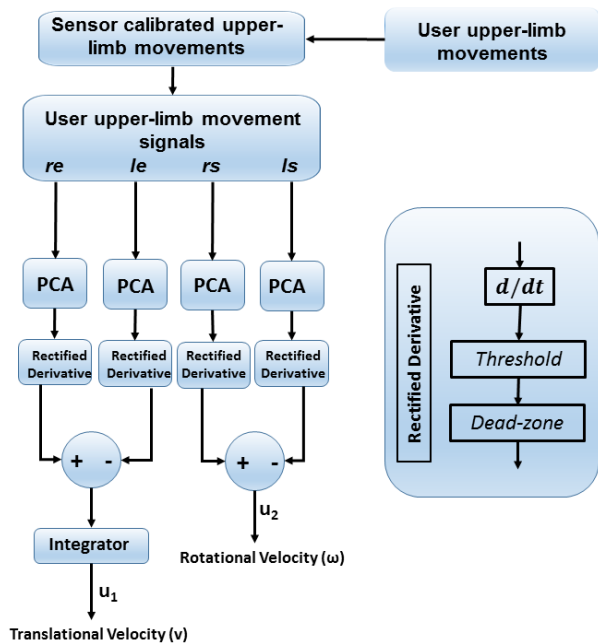 Sensor calibrated upper-
limb movements
User upper-limb
movements
User upper-limb movement
signals
re le rs ls
PCA PCA PCA PCA
Rectified
Derivative
Rectified
Derivative
Rectified
Derivative
Rectified
Derivative
+ - + -
Integrator
u1
Translational Velocity (v)
u2
Rotational Velocity (ω)
Rectified Derivative
d/dt
Threshold
Dead-zone